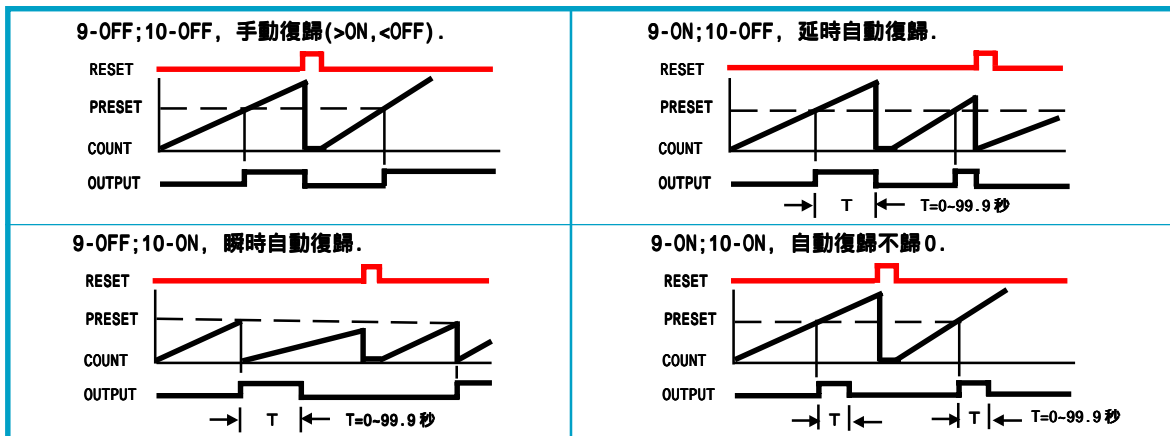 9-OFF;10-OFF, 手動復歸(>ON,<OFF).
RESET
PRESET
COUNT
OUTPUT
9-ON;10-OFF, 延時自動復歸.
RESET
PRESET
COUNT
OUTPUT
T
T=0~99.9秒
9-OFF;10-ON, 瞬時自動復歸.
RESET
PRESET
COUNT
OUTPUT
T
T=0~99.9秒
9-ON;10-ON, 自動復歸不歸0.
RESET
PRESET
COUNT
OUTPUT
T
T
T=0~99.9秒